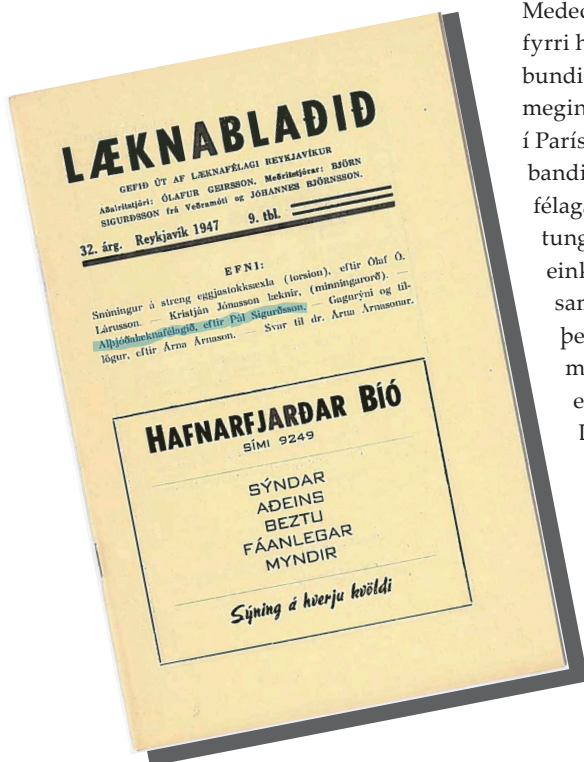 LÆKNABLAÐIÐ
GEFIÐ ÚT AF LÆKNAFÉLAGI REYKJAVÍKUR
Aðalritstjóri: ÓLAFUR GEIRSSON. Meðritstjórar: BJÖRN
SIGURÐSSON frá Veðramóti og JÓHANNES BJÖRNSSON.
32. árg. Reykjavík 1947 9. tbl.
EFNI:
Snúningur á streng eggjastokksæxla (torsion), eftir Ólaf Ó.
Lárusson. — Kristján Jónasson læknir, (minningarorð). —
Alþjóðalæknafélagið, eftir Pál Sigurðsson. — Gagnrýni og til-
lögur, eftir Árna Árnason. — Svar til dr. Árna Árnasonar.
HAFNARFJARÐAR BÍÓ
SÍMI 9249
SÝNDAR
AÐEINS
BEZTU
FÁANLEGAR
MYNDIR
Sýning á hverju kvöldi
fyrri h
bundi
megin
í París
bandi
félaga
tung
eink
sam
þe
m
e